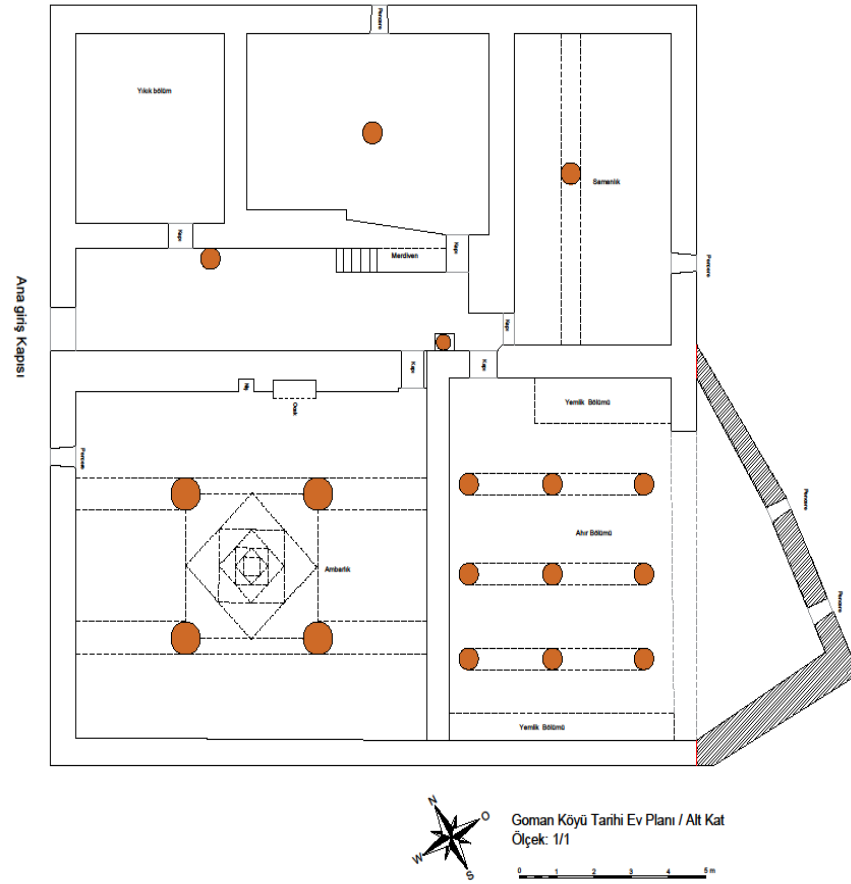 Pencere
Yıkık bölüm
Samanlık
Kapı
Kapı
Merdiven
Pencere
Ana giriş Kapısı
Kapı
Kapı
Kapı
Niş
Ocak
Yemlik Bölümü
Pencere
Pencere
Ahır Bölümü
Ambarlık
Pencere
Yemlik Bölümü
N
O
W
S
Goman Köyü Tarihi Ev Planı / Alt Kat
Ölçek: 1/1
0 1 2 3 4 5 m